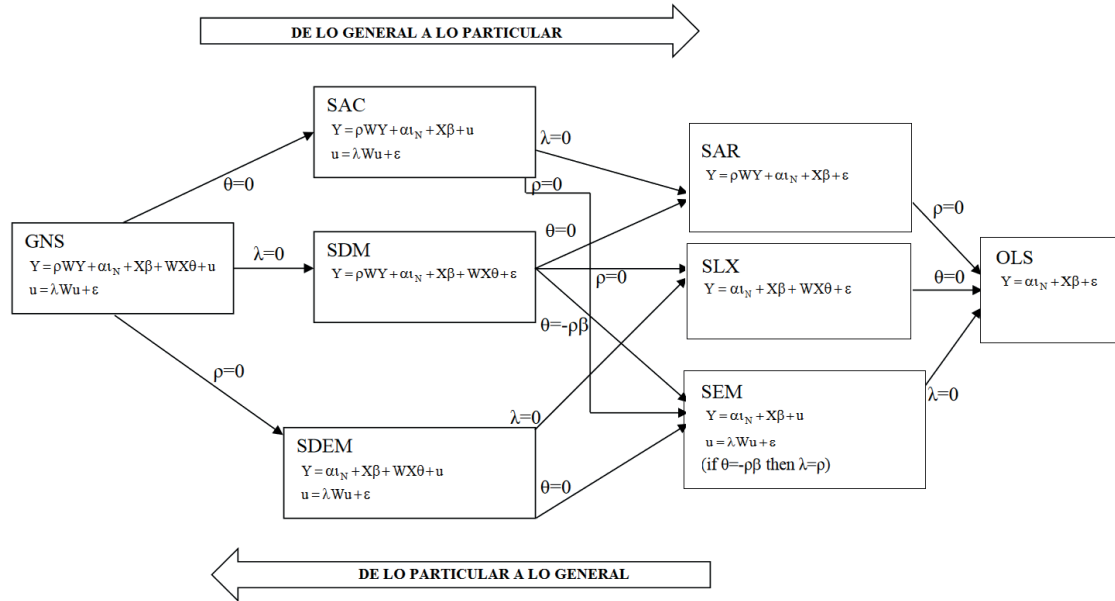 DE LO GENERAL A LO PARTICULAR
SAC
Y = ρWY + αι_N + Xβ + u
u = λWu + ε
λ=0
ρ=0
θ=0
SAR
Y = ρWY + αι_N + Xβ + ε
ρ=0
GNS
Y = ρWY + αι_N + Xβ + WXθ + u
u = λWu + ε
λ=0
SDM
Y = ρWY + αι_N + Xβ + WXθ + ε
θ=0
ρ=0
θ=-ρβ
SLX
Y = αι_N + Xβ + WXθ + ε
θ=0
OLS
Y = αι_N + Xβ + ε
ρ=0
SDEM
Y = αι_N + Xβ + WXθ + u
u = λWu + ε
λ=0
θ=0
SEM
Y = αι_N + Xβ + u
u = λWu + ε
(if θ=-ρβ then λ=ρ)
λ=0
DE LO PARTICULAR A LO GENERAL